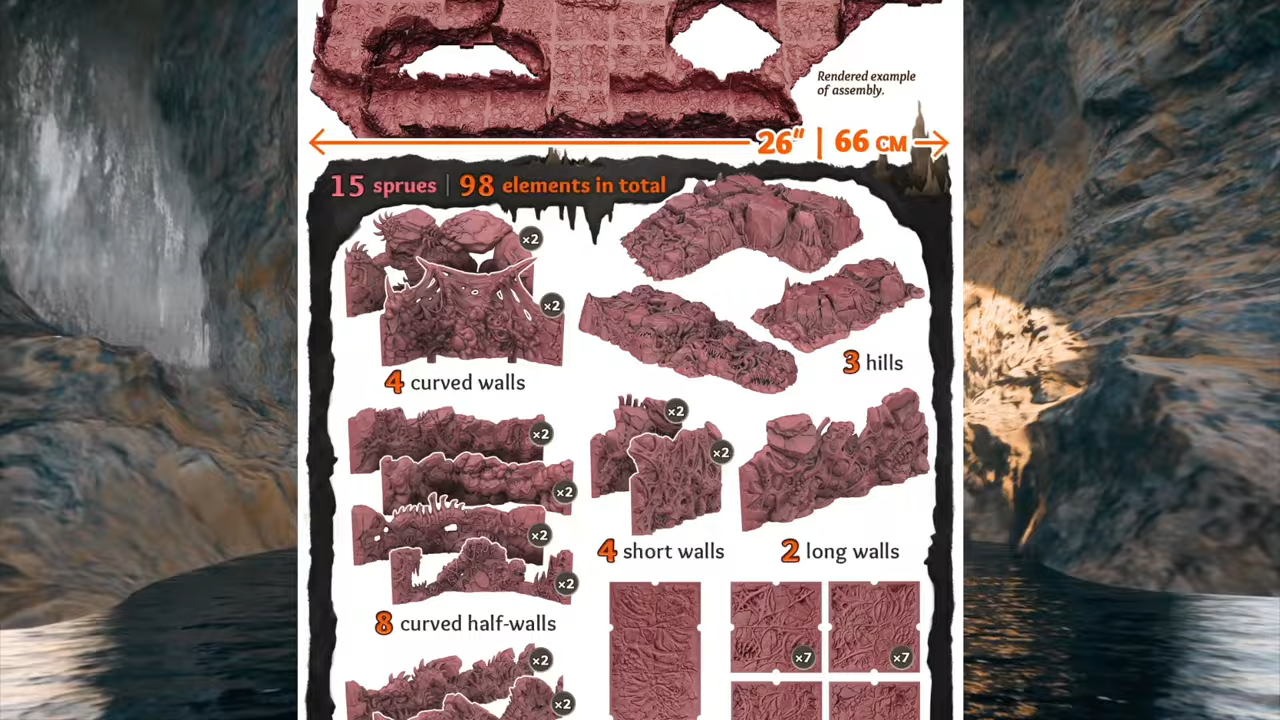 Rendered example
of assembly.
26" | 66 CM
15 sprues | 98 elements in total
×2
×2
4 curved walls
3 hills
×2
×2
×2
×2
8 curved half-walls
×2
×2
4 short walls
2 long walls
×7
×7
×2
×2